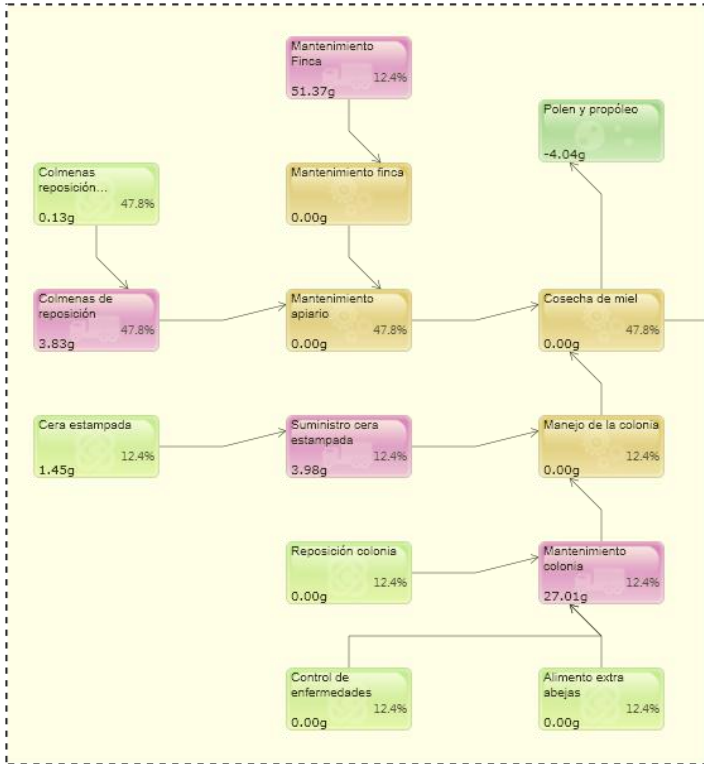 Mantenimiento
Finca
12.4%
51.37g
Polen y propóleo
-4.04g
Colmenas
reposición...
47.8%
0.13g
Mantenimiento finca
0.00g
Colmenas de
reposición
47.8%
3.83g
Mantenimiento
apiario
47.8%
0.00g
Cosecha de miel
47.8%
0.00g
Cera estampada
12.4%
1.45g
Suministro cera
estampada
12.4%
3.98g
Manejo de la colonia
12.4%
0.00g
Reposición colonia
12.4%
0.00g
Mantenimiento
colonia
12.4%
27.01g
Control de
enfermedades
12.4%
0.00g
Alimento extra
abejas
12.4%
0.00g